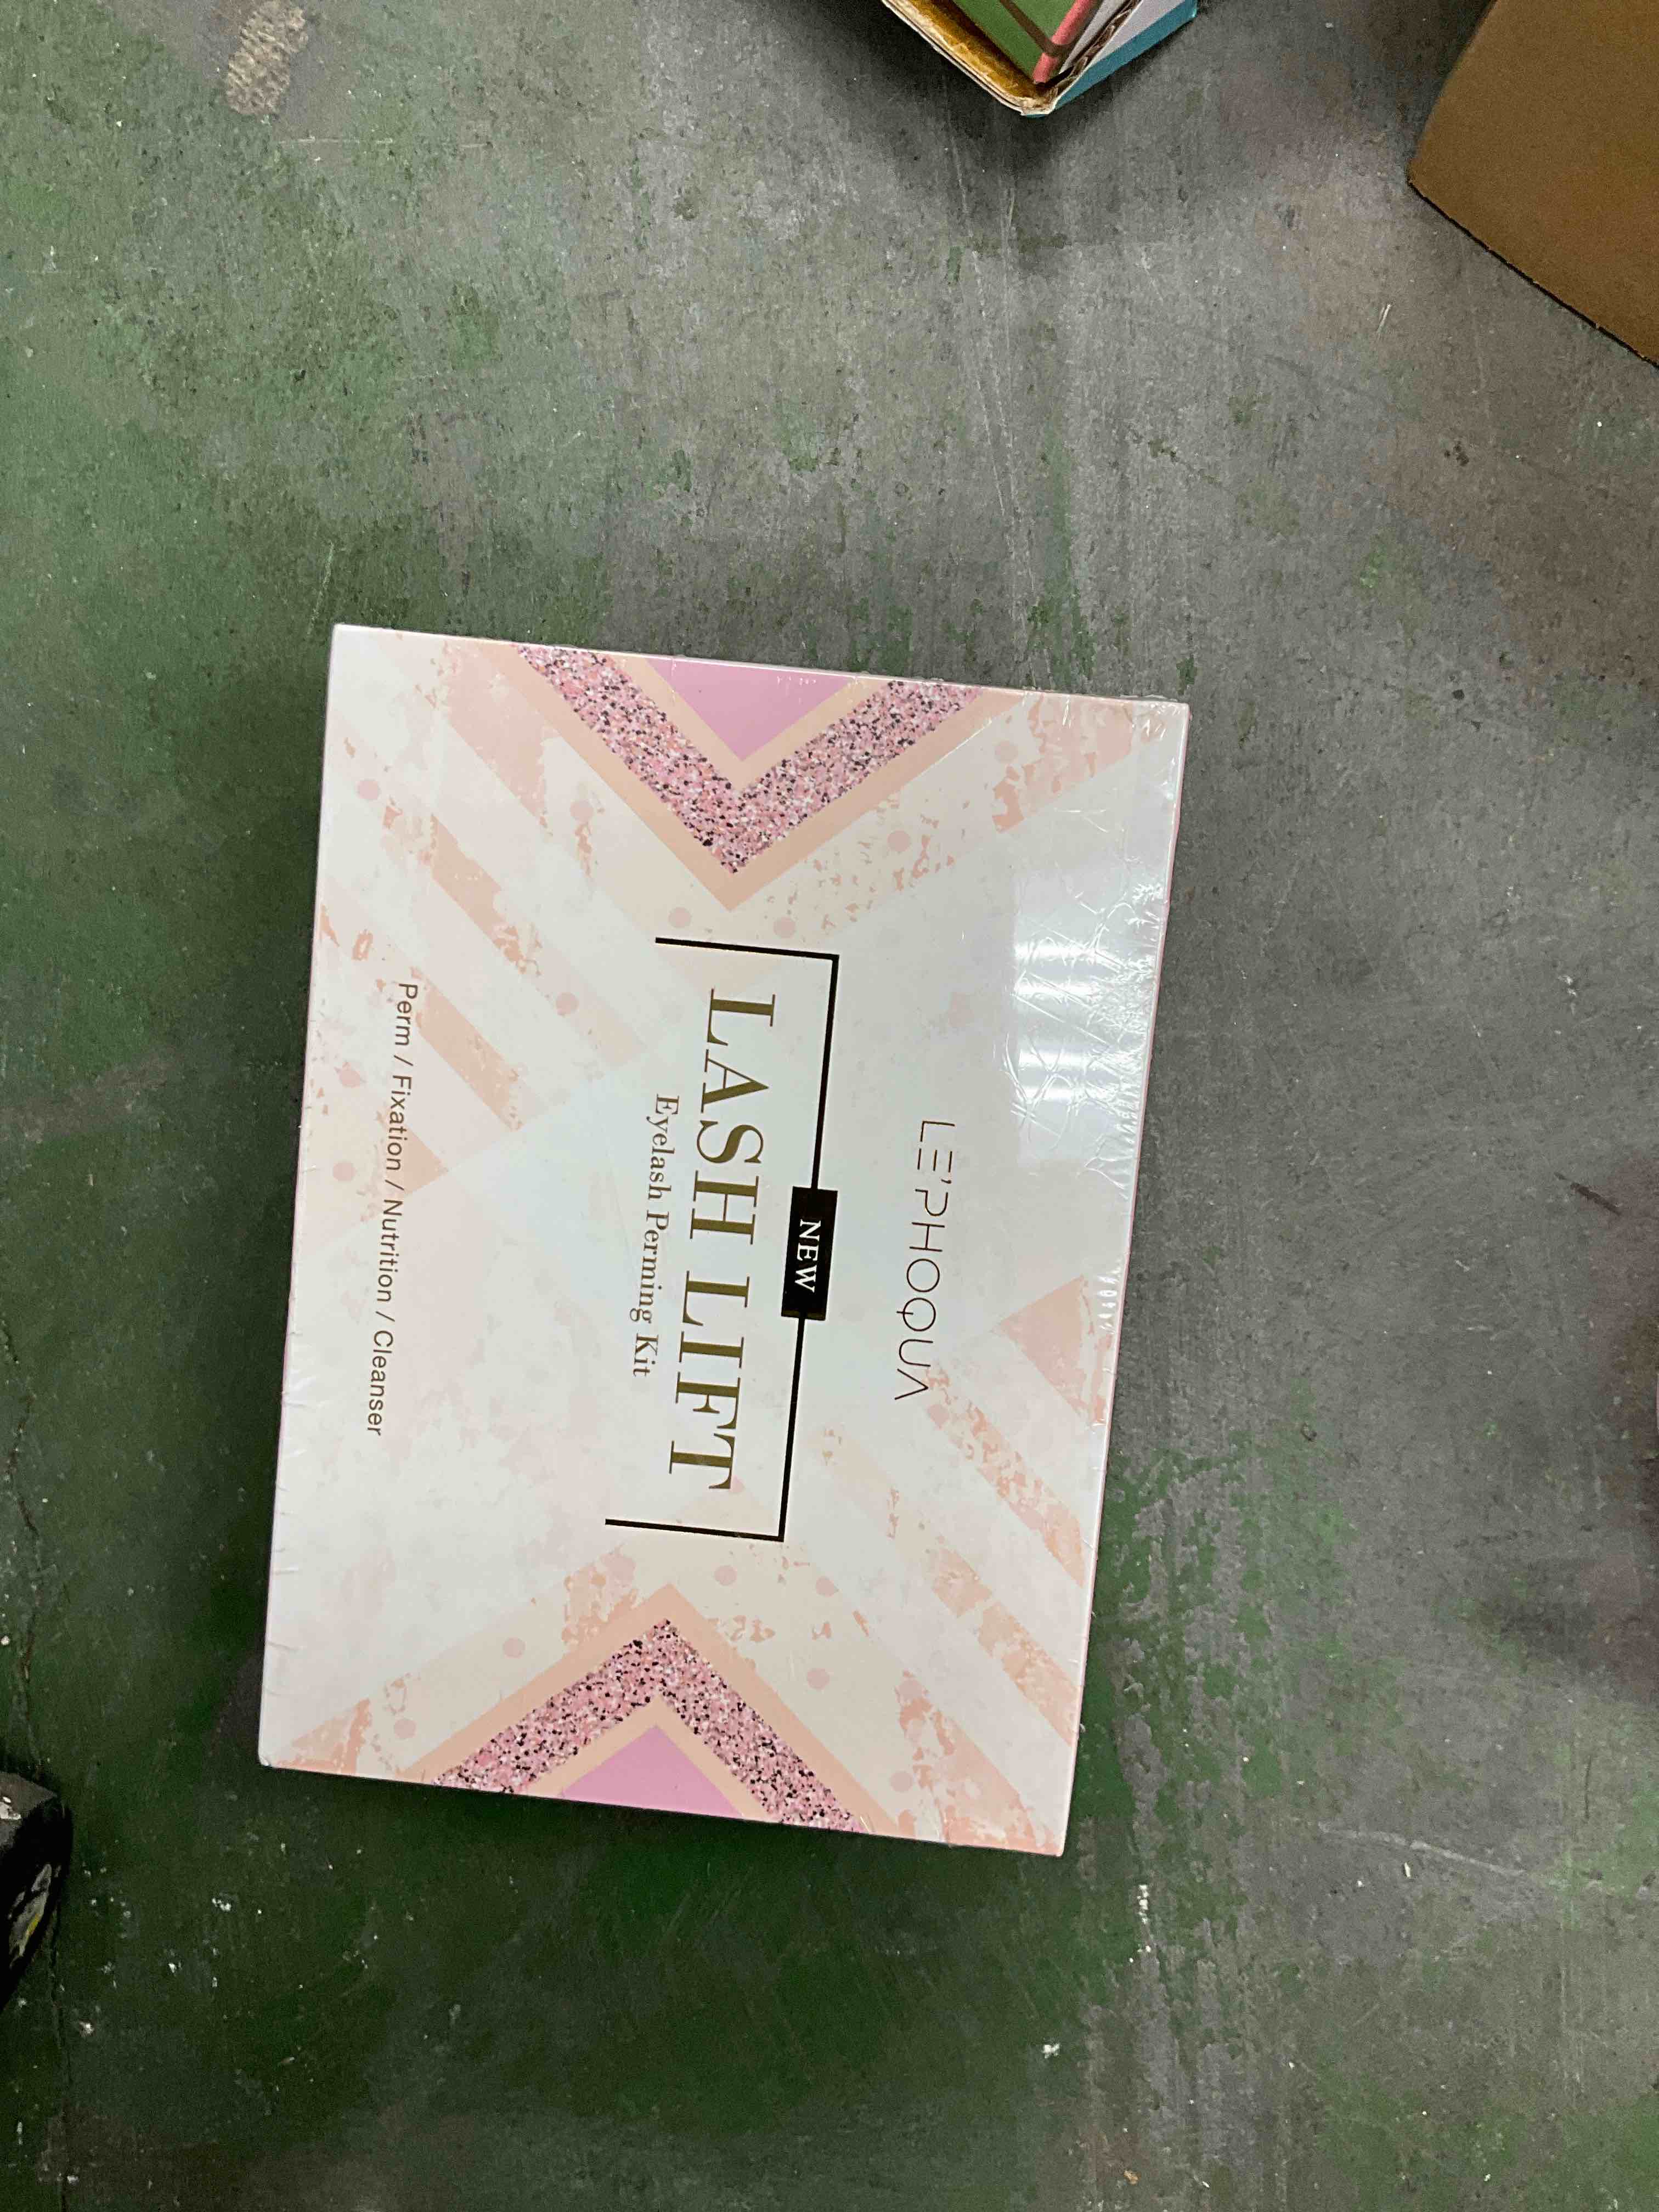 LE'PHOQUA
NEW
LASH LIFT
Eyelash Perming Kit
Perm / Fixation / Nutrition / Cleanser